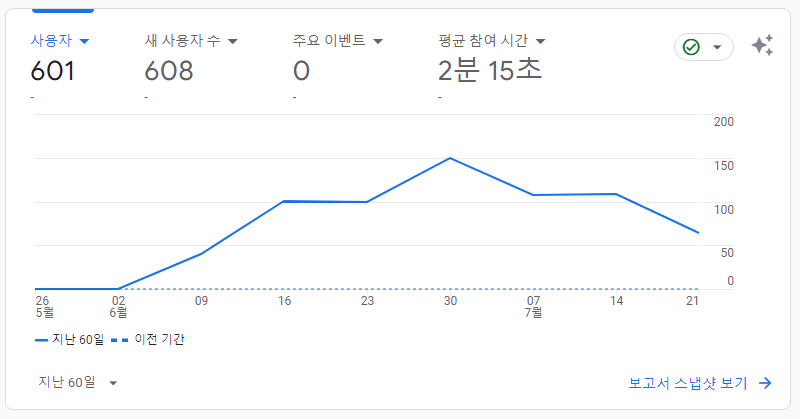 사용자 새 사용자 수 주요 이벤트 평균 참여 시간
601 608 0 2분 15초
- - - -
200
150
100
50
0
26 02 09 16 23 30 07 14 21
5월 6월 7월
지난 60일 이전 기간
지난 60일 보고서 스냅샷 보기